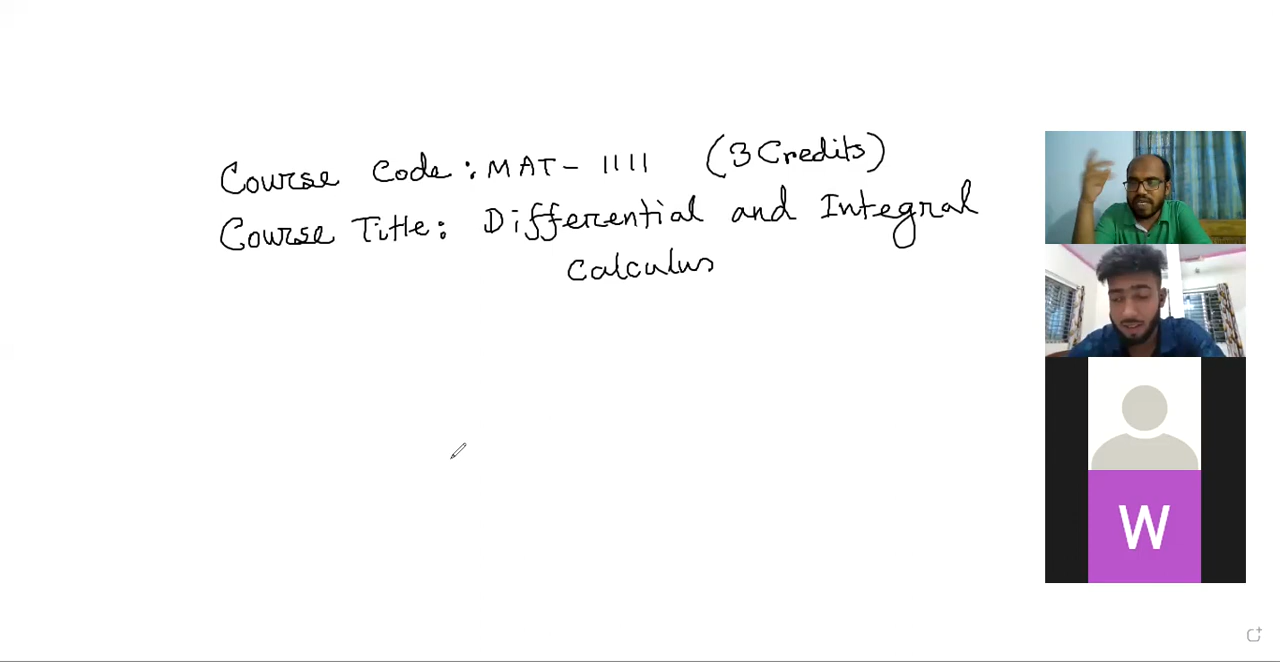 Course Code: MAT- 1111 (3 Credits)
Course Title: Differential and Integral
Calculus
W